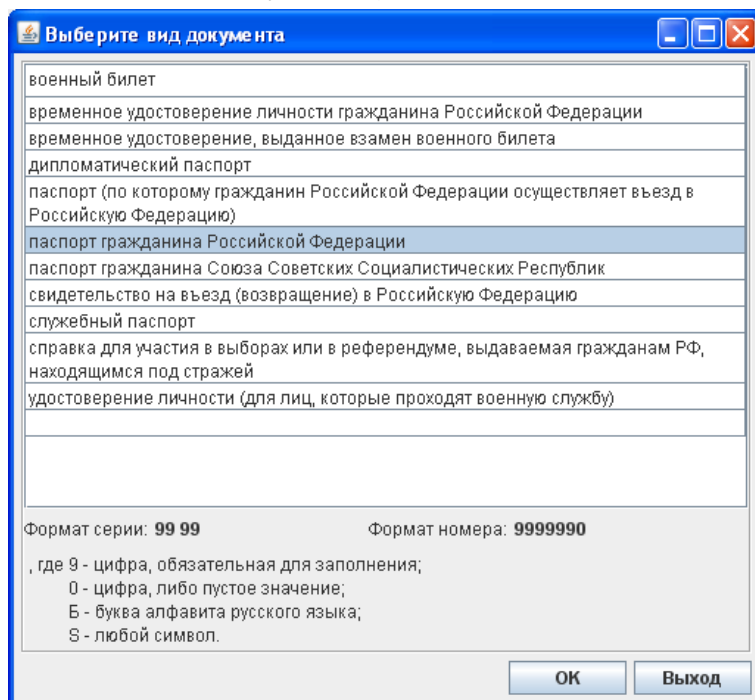 Выберите вид документа
военный билет
временное удостоверение личности гражданина Российской Федерации
временное удостоверение, выданное взамен военного билета
дипломатический паспорт
паспорт (по которому гражданин Российской Федерации осуществляет въезд в
Российскую Федерацию)
паспорт гражданина Российской Федерации
паспорт гражданина Союза Советских Социалистических Республик
свидетельство на въезд (возвращение) в Российскую Федерацию
служебный паспорт
справка для участия в выборах или в референдуме, выдаваемая гражданам РФ,
находящимся под стражей
удостоверение личности (для лиц, которые проходят военную службу)
Формат серии: 99 99 Формат номера: 9999990
, где 9 - цифра, обязательная для заполнения;
0 - цифра, либо пустое значение;
Б - буква алфавита русского языка;
S - любой символ.
ОК Выход